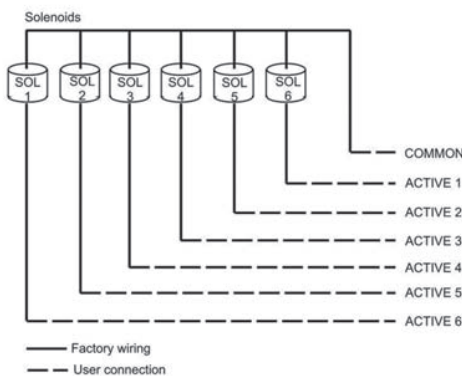 Solenoids
SOL 1
SOL 2
SOL 3
SOL 4
SOL 5
SOL 6
COMMON
ACTIVE 1
ACTIVE 2
ACTIVE 3
ACTIVE 4
ACTIVE 5
ACTIVE 6
Factory wiring
User connection